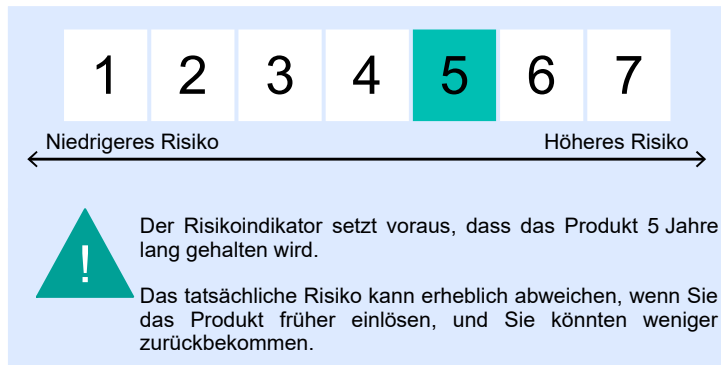 1 2 3 4 5 6 7
Niedrigeres Risiko Höheres Risiko
! Der Risikoindikator setzt voraus, dass das Produkt 5 Jahre
lang gehalten wird.
Das tatsächliche Risiko kann erheblich abweichen, wenn Sie
das Produkt früher einlösen, und Sie könnten weniger
zurückbekommen.